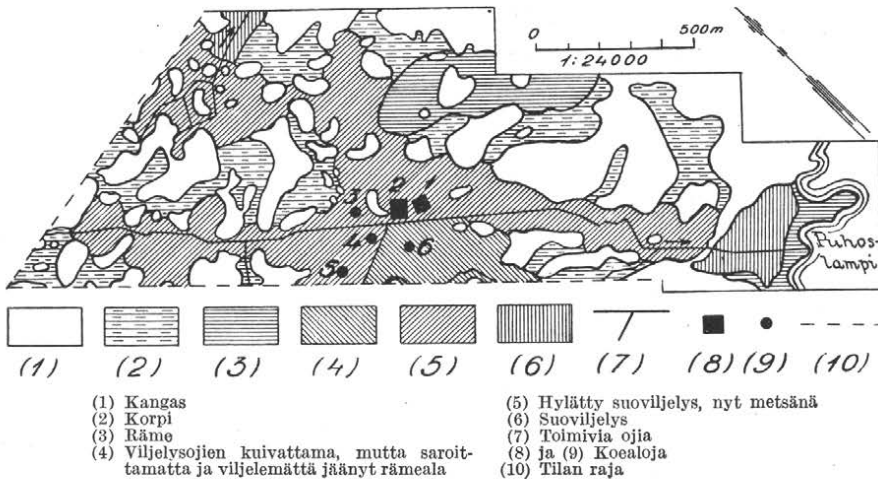 0 500m
1:24000
3 2 1
4 6
5
Puhos-
lampi
(1) (2) (3) (4) (5) (6) (7) (8) (9) (10)
(1) Kangas
(2) Korpi
(3) Räme
(4) Viljelysojien kuivattama, mutta saroit-
tamatta ja viljelemättä jäänyt rämeala
(5) Hylätty suoviljelys, nyt metsänä
(6) Suoviljelys
(7) Toimivia ojia
(8) ja (9) Koealoja
(10) Tilan raja